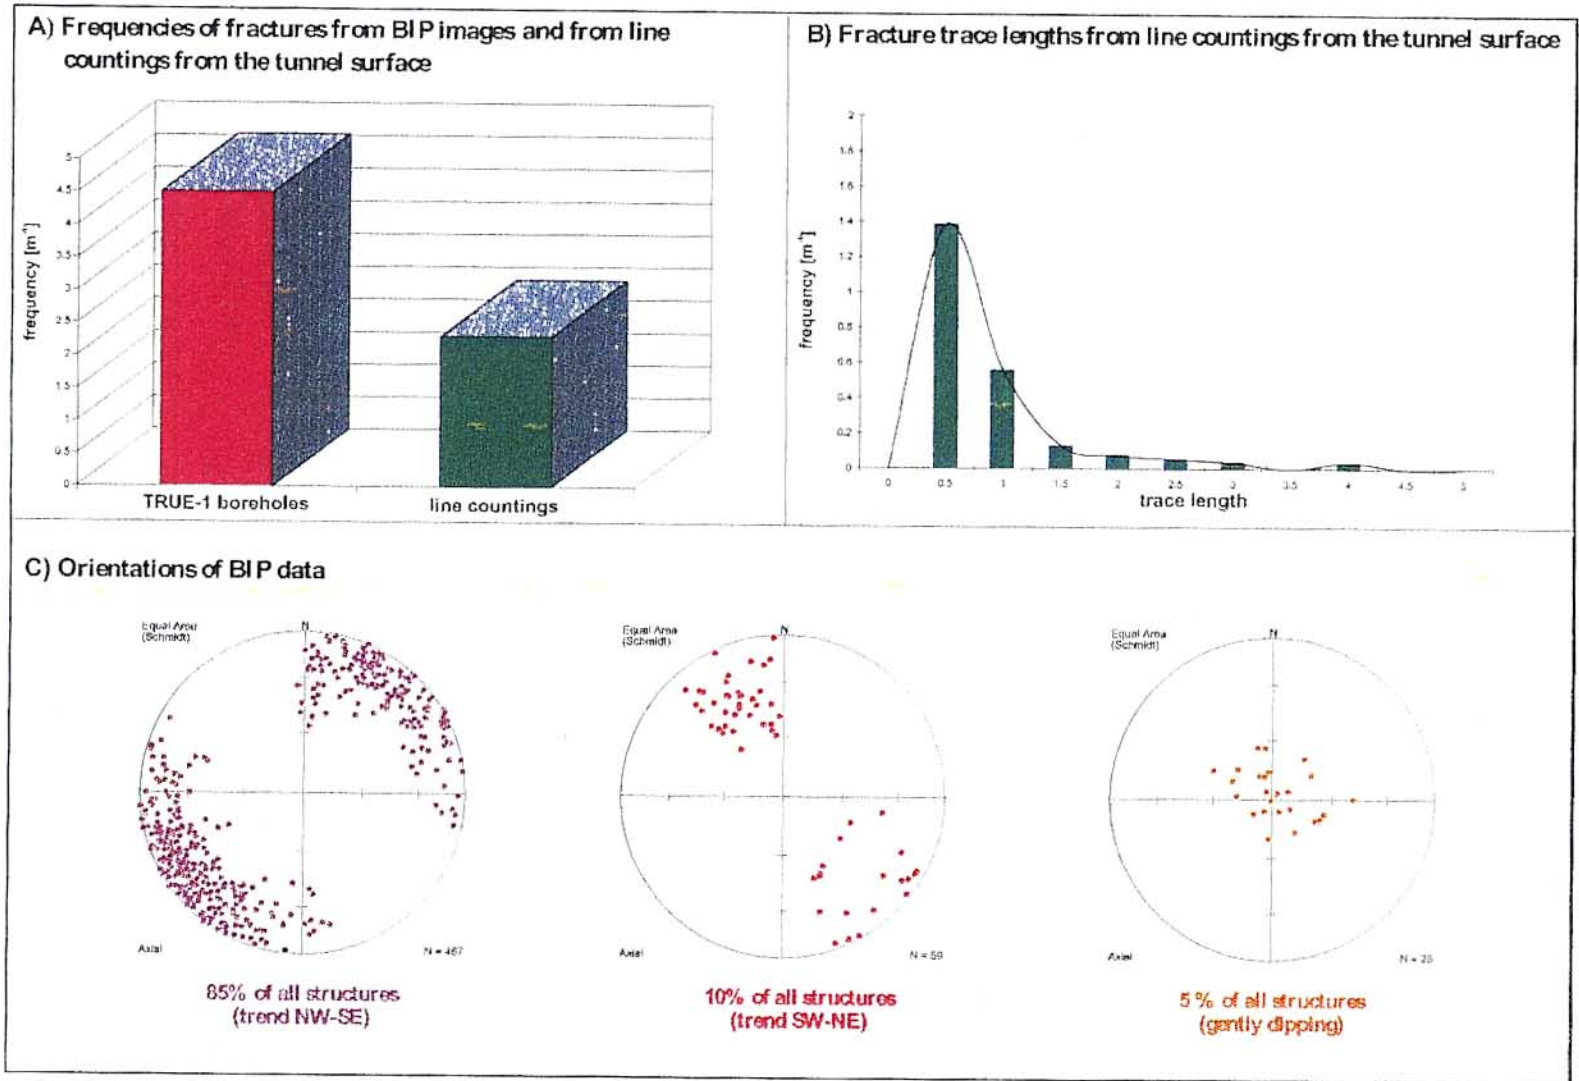 A) Frequencies of fractures from BIP images and from line
countings from the tunnel surface
frequency [m⁻¹]
5
4.5
4
3.5
3
2.5
2
1.5
1
0.5
0
TRUE-1 boreholes
line countings
B) Fracture trace lengths from line countings from the tunnel surface
frequency [m⁻¹]
2
1.8
1.6
1.4
1.2
1
0.8
0.6
0.4
0.2
0
0 0.5 1 1.5 2 2.5 3 3.5 4 4.5 5
trace length
C) Orientations of BIP data
Equal Area
(Schmidt)
N
Axial
N = 467
85% of all structures
(trend NW-SE)
Equal Area
(Schmidt)
N
Axial
N = 59
10% of all structures
(trend SW-NE)
Equal Area
(Schmidt)
N
Axial
N =
5 % of all structures
(gently dipping)